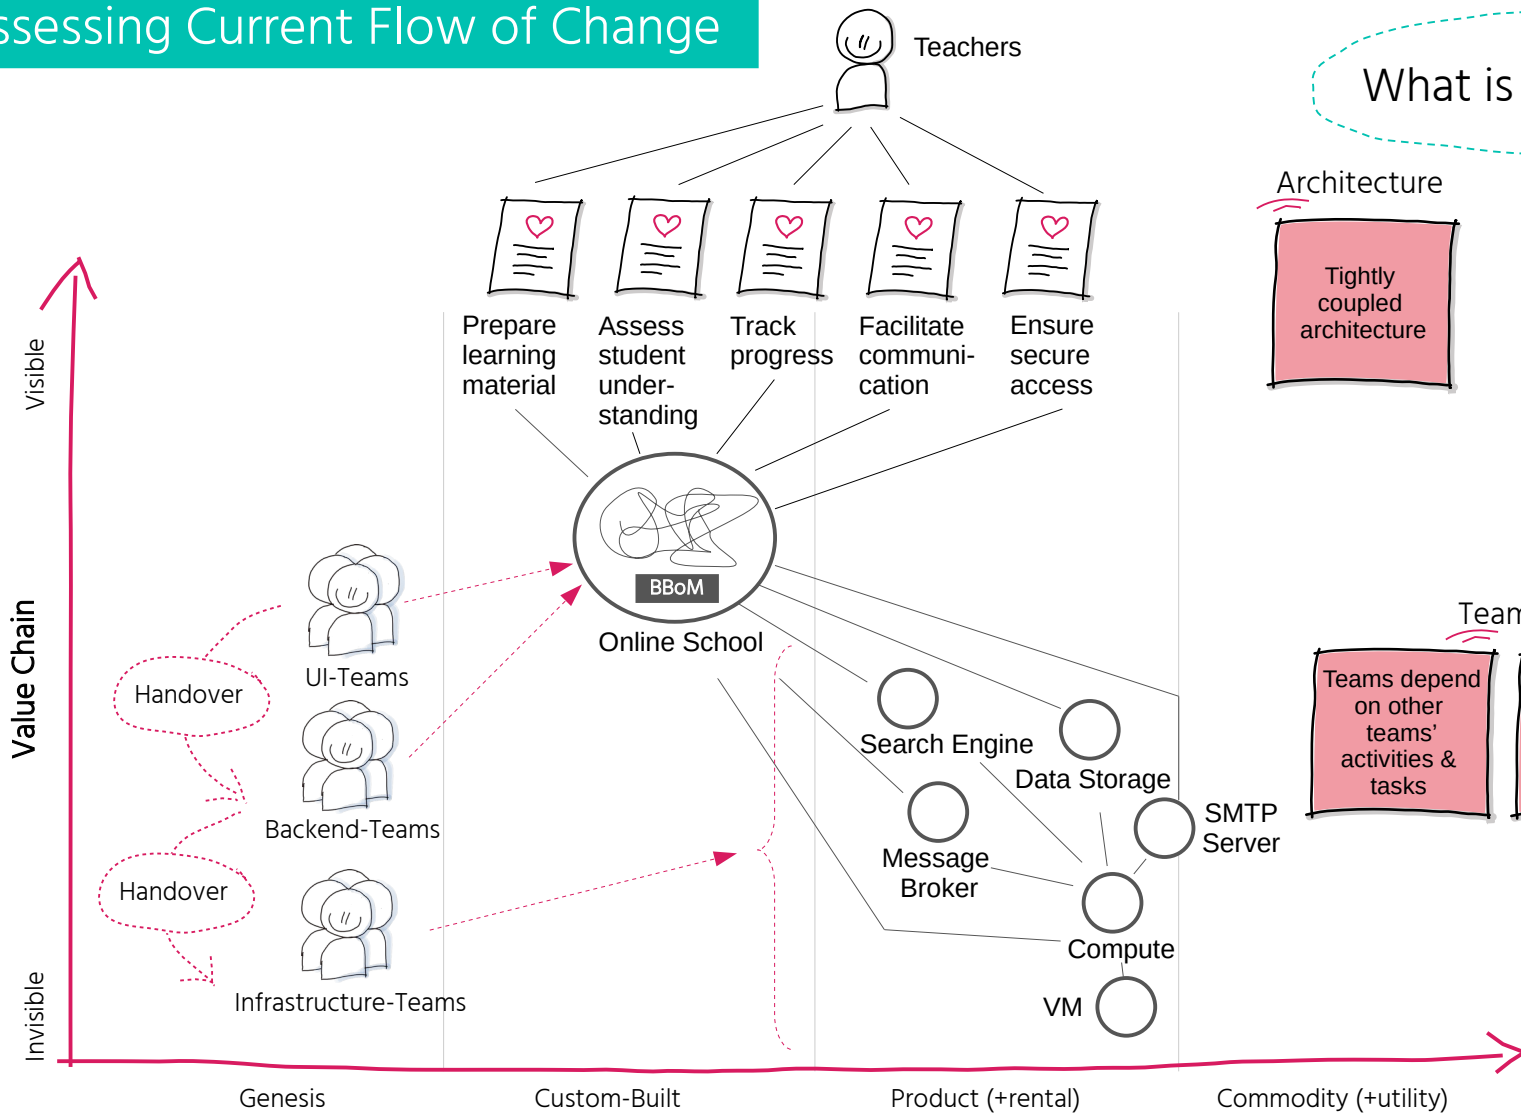 ssessing Current Flow of Change
Teachers
What is
Architecture
Tightly
coupled
architecture
Prepare
learning
material
Assess
student
under-
standing
Track
progress
Facilitate
communi-
cation
Ensure
secure
access
Visible
Value Chain
Invisible
BBoM
Online School
UI-Teams
Handover
Backend-Teams
Handover
Infrastructure-Teams
Search Engine
Data Storage
Message
Broker
SMTP
Server
Compute
VM
Team
Teams depend
on other
teams’
activities &
tasks
Genesis
Custom-Built
Product (+rental)
Commodity (+utility)